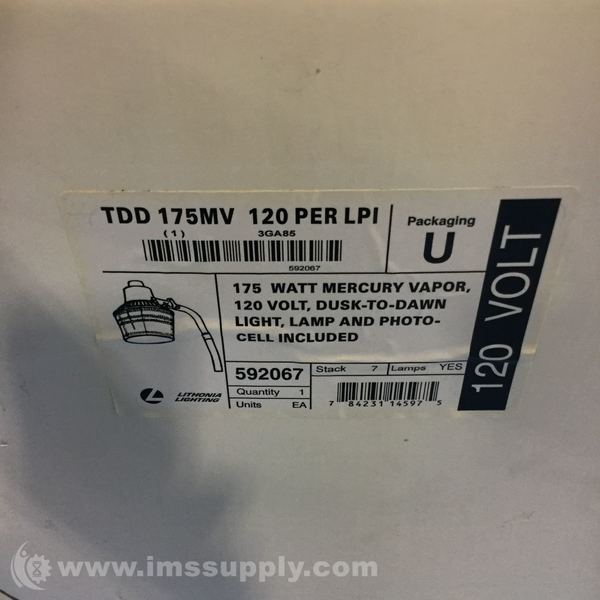 TDD 175MV 120 PER LPI
(1) 3GA85
592067
Packaging
U
120 VOLT
175 WATT MERCURY VAPOR,
120 VOLT, DUSK-TO-DAWN
LIGHT, LAMP AND PHOTO-
CELL INCLUDED
LITHONIA
LIGHTING
592067
Stack 7 Lamps YES
Quantity 1
Units EA
7 84231 14597 5
www.imssupply.com